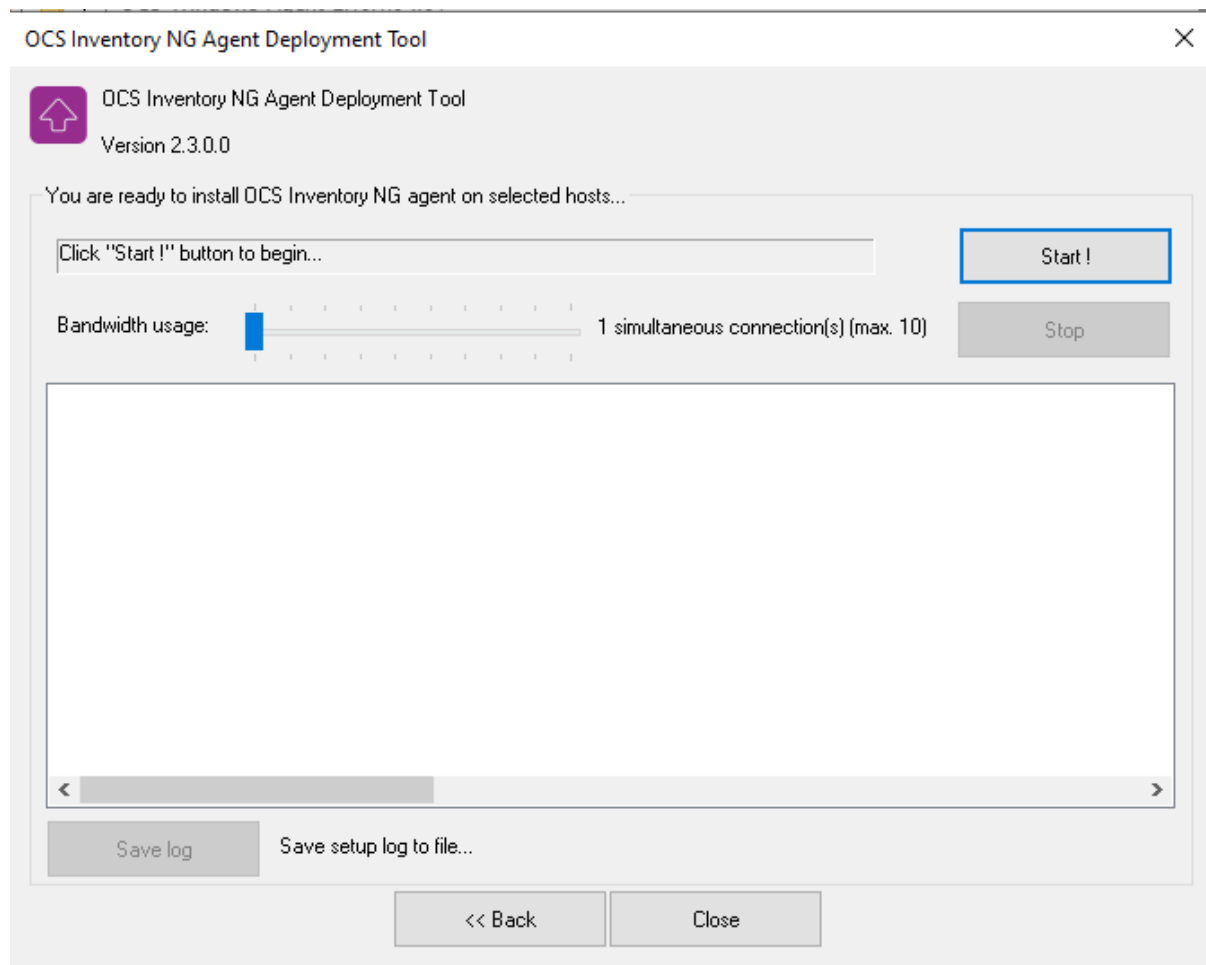 OCS Inventory NG Agent Deployment Tool
OCS Inventory NG Agent Deployment Tool
Version 2.3.0.0
You are ready to install OCS Inventory NG agent on selected hosts...
Click "Start !" button to begin...
Start !
Bandwidth usage:
1 simultaneous connection(s) (max. 10)
Stop
Save log
Save setup log to file...
<< Back
Close